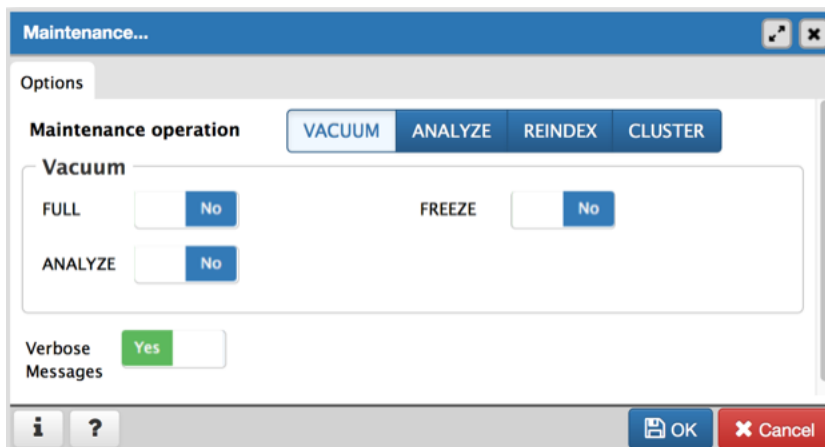 Maintenance...
Options
Maintenance operation VACUUM ANALYZE REINDEX CLUSTER
Vacuum
FULL No FREEZE No
ANALYZE No
Verbose Yes
Messages
i ? OK Cancel